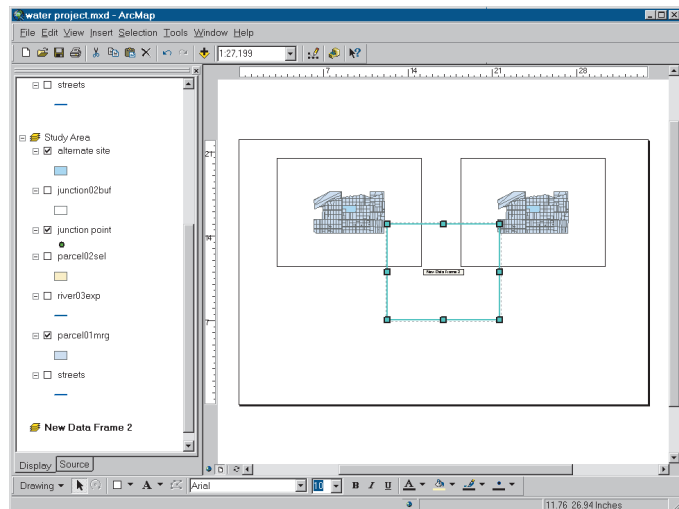 water project.mxd - ArcMap
File Edit View Insert Selection Tools Window Help
1:27,199
streets
Study Area
alternate site
junction02buf
junction point
parcel02sel
river03exp
parcel01mrg
streets
New Data Frame 2
Display Source
7 14 21 28
21
14
7
New Data Frame 2
Drawing A Arial 10 B I U A
11.76 26.94 Inches